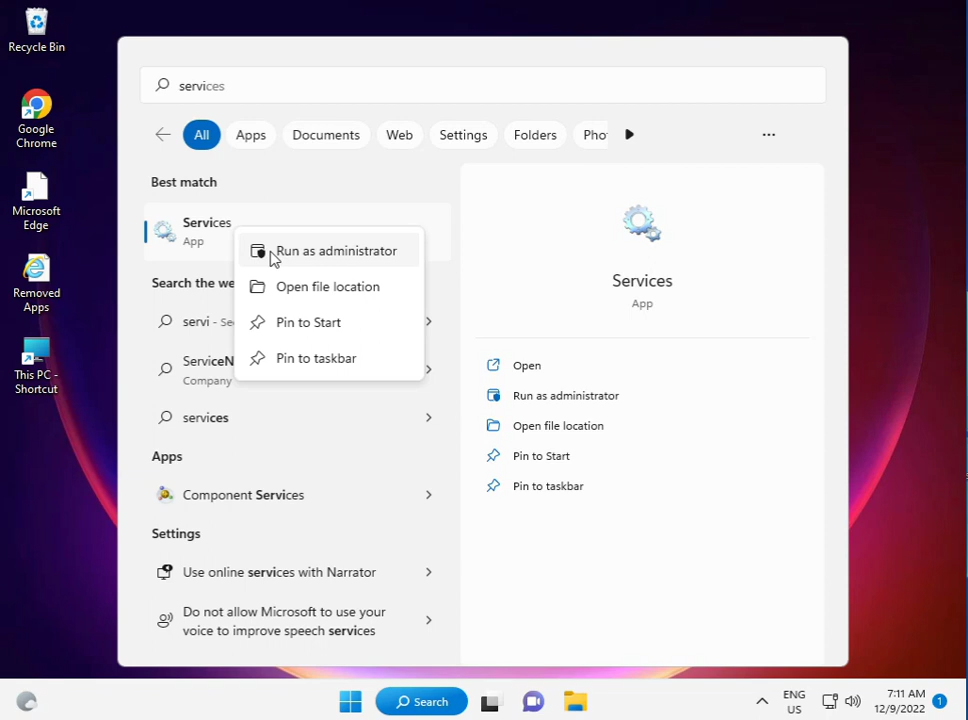 Recycle Bin
Google
Chrome
Microsoft
Edge
Removed
Apps
This PC -
Shortcut
services
All
Apps
Documents
Web
Settings
Folders
Best match
Services
App
Run as administrator
Open file location
Pin to Start
Pin to taskbar
Search the we
servi
Company
services
Apps
Component Services
Settings
Use online services with Narrator
Do not allow Microsoft to use your
voice to improve speech services
Services
App
Open
Run as administrator
Open file location
Pin to Start
Pin to taskbar
Search
ENG
US
7:11 AM
12/9/2022
1